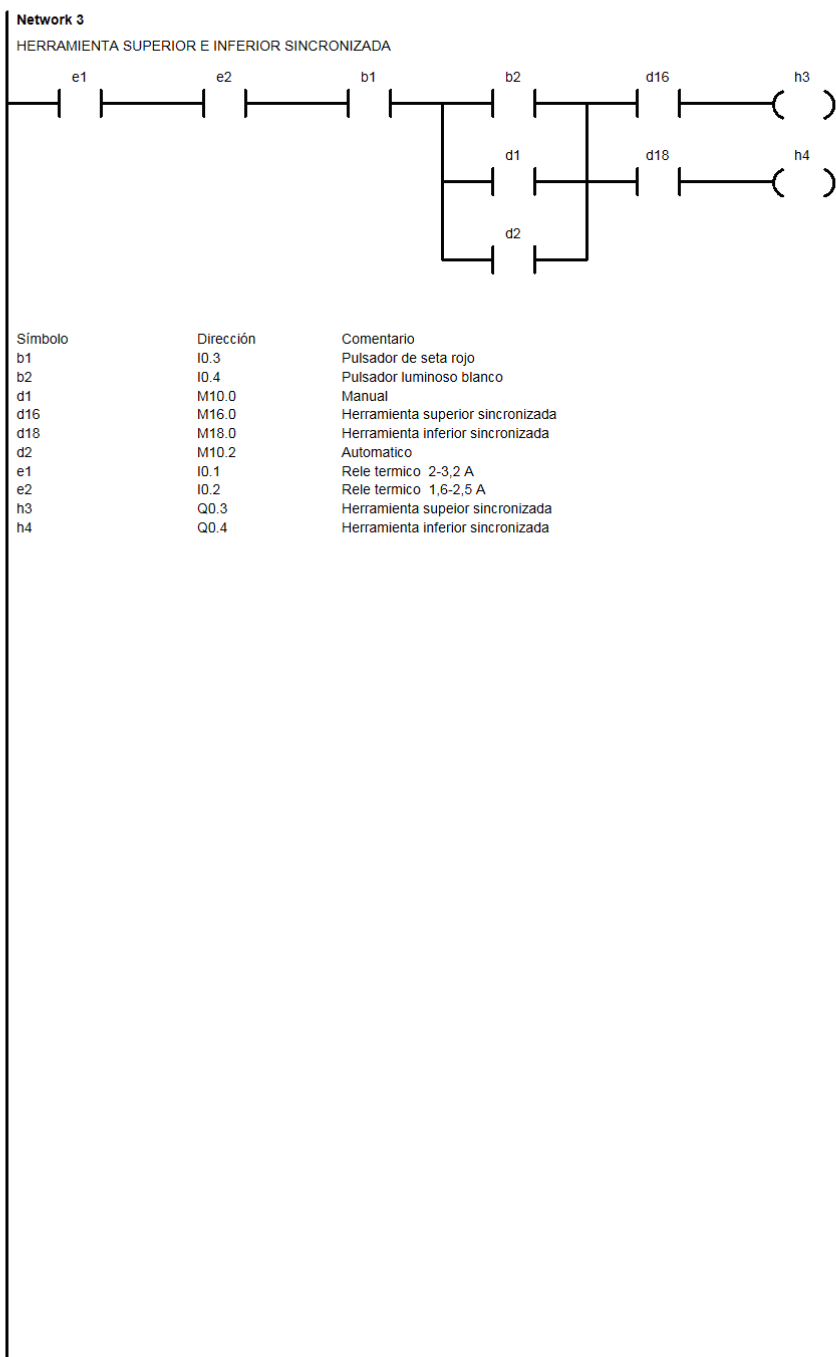 Network 3
HERRAMIENTA SUPERIOR E INFERIOR SINCRONIZADA
e1 e2 b1 b2 d16 h3
d1 d18 h4
d2
Símbolo Dirección Comentario
b1 I0.3 Pulsador de seta rojo
b2 I0.4 Pulsador luminoso blanco
d1 M10.0 Manual
d16 M16.0 Herramienta superior sincronizada
d18 M18.0 Herramienta inferior sincronizada
d2 M10.2 Automatico
e1 I0.1 Rele termico 2-3,2 A
e2 I0.2 Rele termico 1,6-2,5 A
h3 Q0.3 Herramienta supeior sincronizada
h4 Q0.4 Herramienta inferior sincronizada